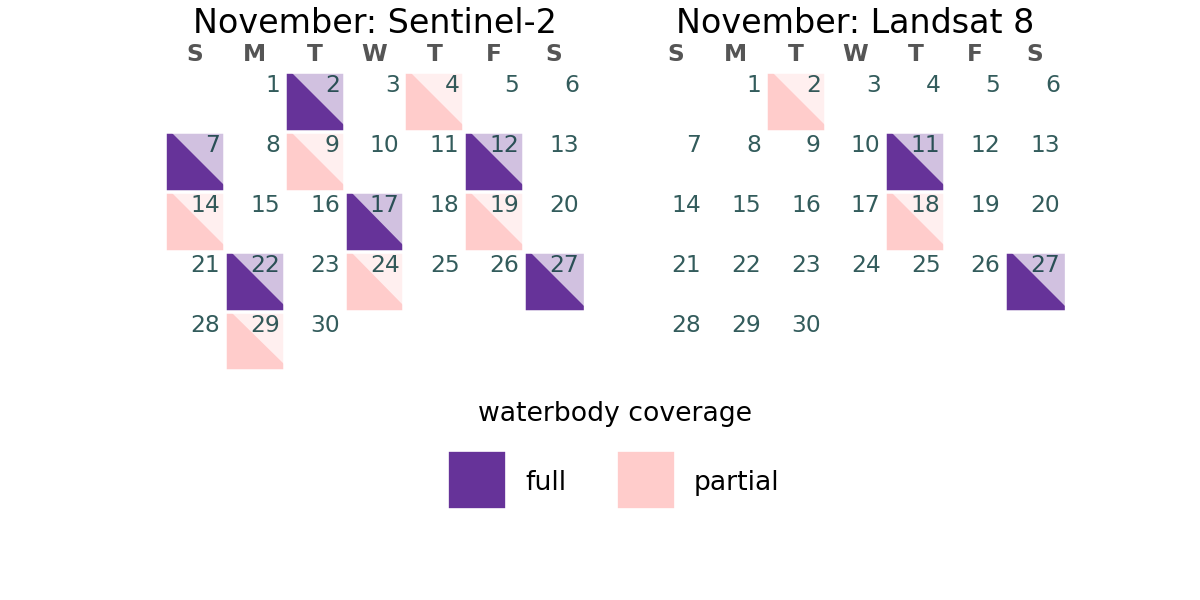 November: Sentinel-2
S M T W T F S
1 2 3 4 5 6
7 8 9 10 11 12 13
14 15 16 17 18 19 20
21 22 23 24 25 26 27
28 29 30
November: Landsat 8
S M T W T F S
1 2 3 4 5 6
7 8 9 10 11 12 13
14 15 16 17 18 19 20
21 22 23 24 25 26 27
28 29 30
waterbody coverage
full
partial